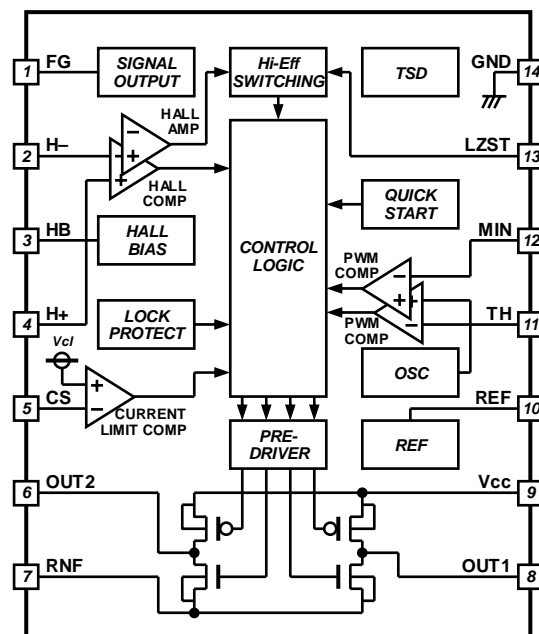 FG
1
SIGNAL
OUTPUT
Hi-Eff
SWITCHING
TSD
GND
14
HALL
AMP
H−
2
−
+
LZST
13
−
+
HALL
COMP
QUICK
START
HB
3
HALL
BIAS
CONTROL
LOGIC
PWM
COMP
MIN
12
−
+
+
−
H+
4
LOCK
PROTECT
PWM
COMP
TH
11
Vcl
OSC
CS
5
+
−
CURRENT
LIMIT COMP
REF
10
PRE-
DRIVER
REF
OUT2
6
Vcc
9
RNF
7
OUT1
8